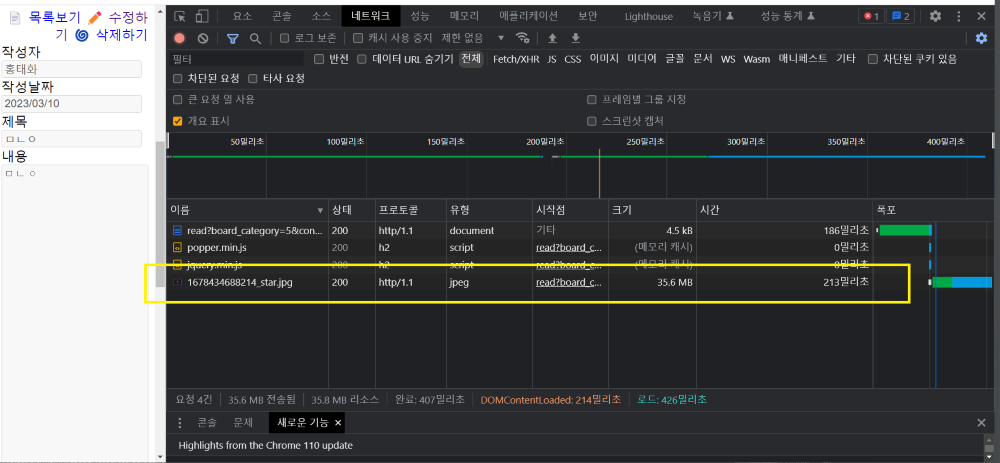 목록보기 수정하
기 삭제하기
작성자
홍태화
작성날짜
2023/03/10
제목
ㅁㄴㅇ
내용
ㅁㄴㅇ
요소 콘솔 소스 네트워크 성능 메모리 애플리케이션 보안 Lighthouse 녹음기 성능 통계 1 2
로그 보존 캐시 사용 중지 제한 없음
필터 반전 데이터 URL 숨기기 전체 Fetch/XHR JS CSS 이미지 미디어 글꼴 문서 WS Wasm 매니페스트 기타 차단된 쿠키 있음
차단된 요청 타사 요청
큰 요청 열 사용 프레임별 그룹 지정
개요 표시 스크린샷 캡처
50밀리초 100밀리초 150밀리초 200밀리초 250밀리초 300밀리초 350밀리초 400밀리초
이름 상태 프로토콜 유형 시작점 크기 시간 폭포
read?board_category=5&con... 200 http/1.1 document 기타 4.5 kB 186밀리초
popper.min.js 200 h2 script read?board_c... (메모리 캐시) 0밀리초
jquery.min.js 200 h2 script read?board_c... (메모리 캐시) 0밀리초
1678434688214_star.jpg 200 http/1.1 jpeg read?board_c... 35.6 MB 213밀리초
요청 4건 35.6 MB 전송됨 35.8 MB 리소스 완료: 407밀리초 DOMContentLoaded: 214밀리초 로드: 426밀리초
콘솔 문제 새로운 기능
Highlights from the Chrome 110 update